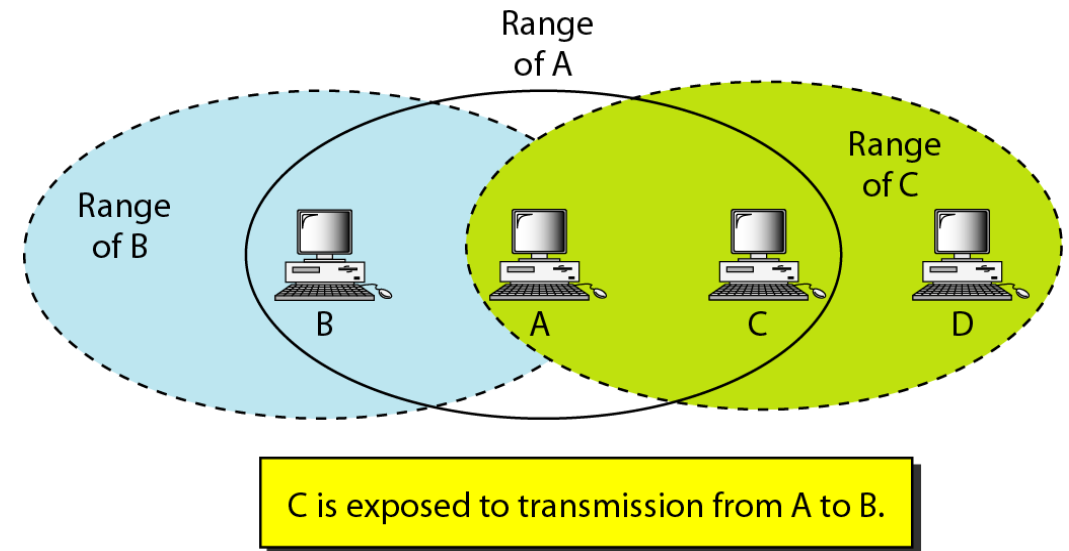 Range
of A
Range
of B
Range
of C
B
A
C
D
C is exposed to transmission from A to B.